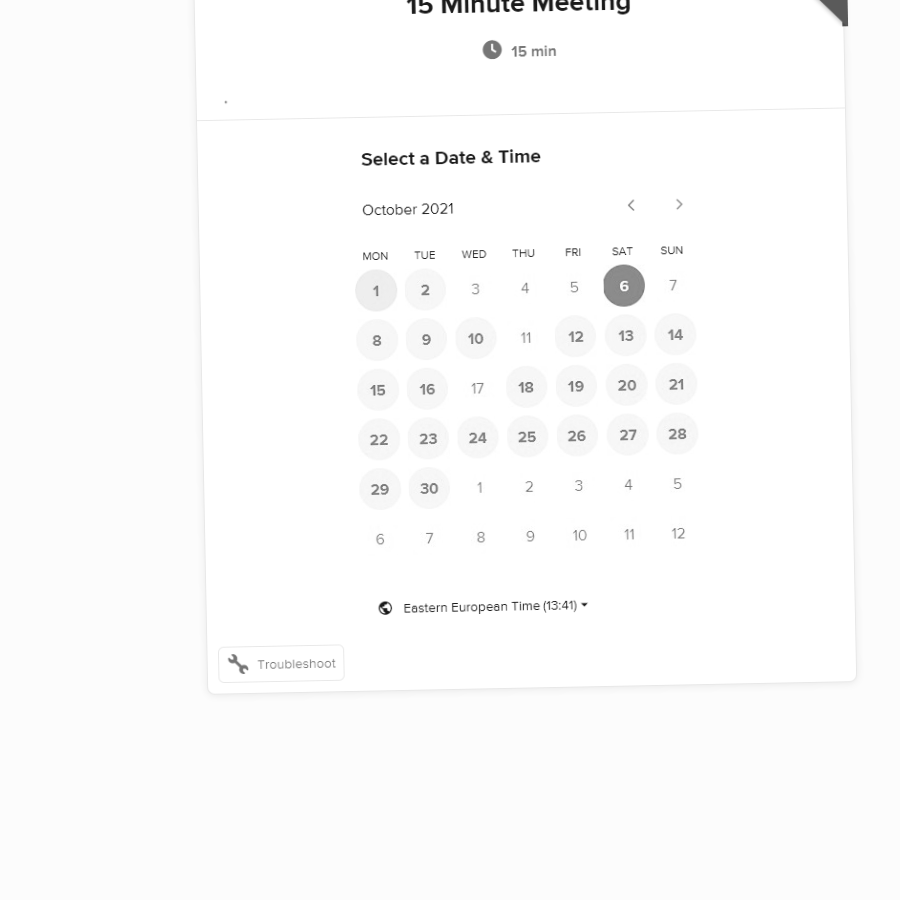 15 Minute Meeting
15 min
.
Select a Date & Time
October 2021
MON TUE WED THU FRI SAT SUN
1 2 3 4 5 6 7
8 9 10 11 12 13 14
15 16 17 18 19 20 21
22 23 24 25 26 27 28
29 30 1 2 3 4 5
6 7 8 9 10 11 12
Eastern European Time (13:41)
Troubleshoot